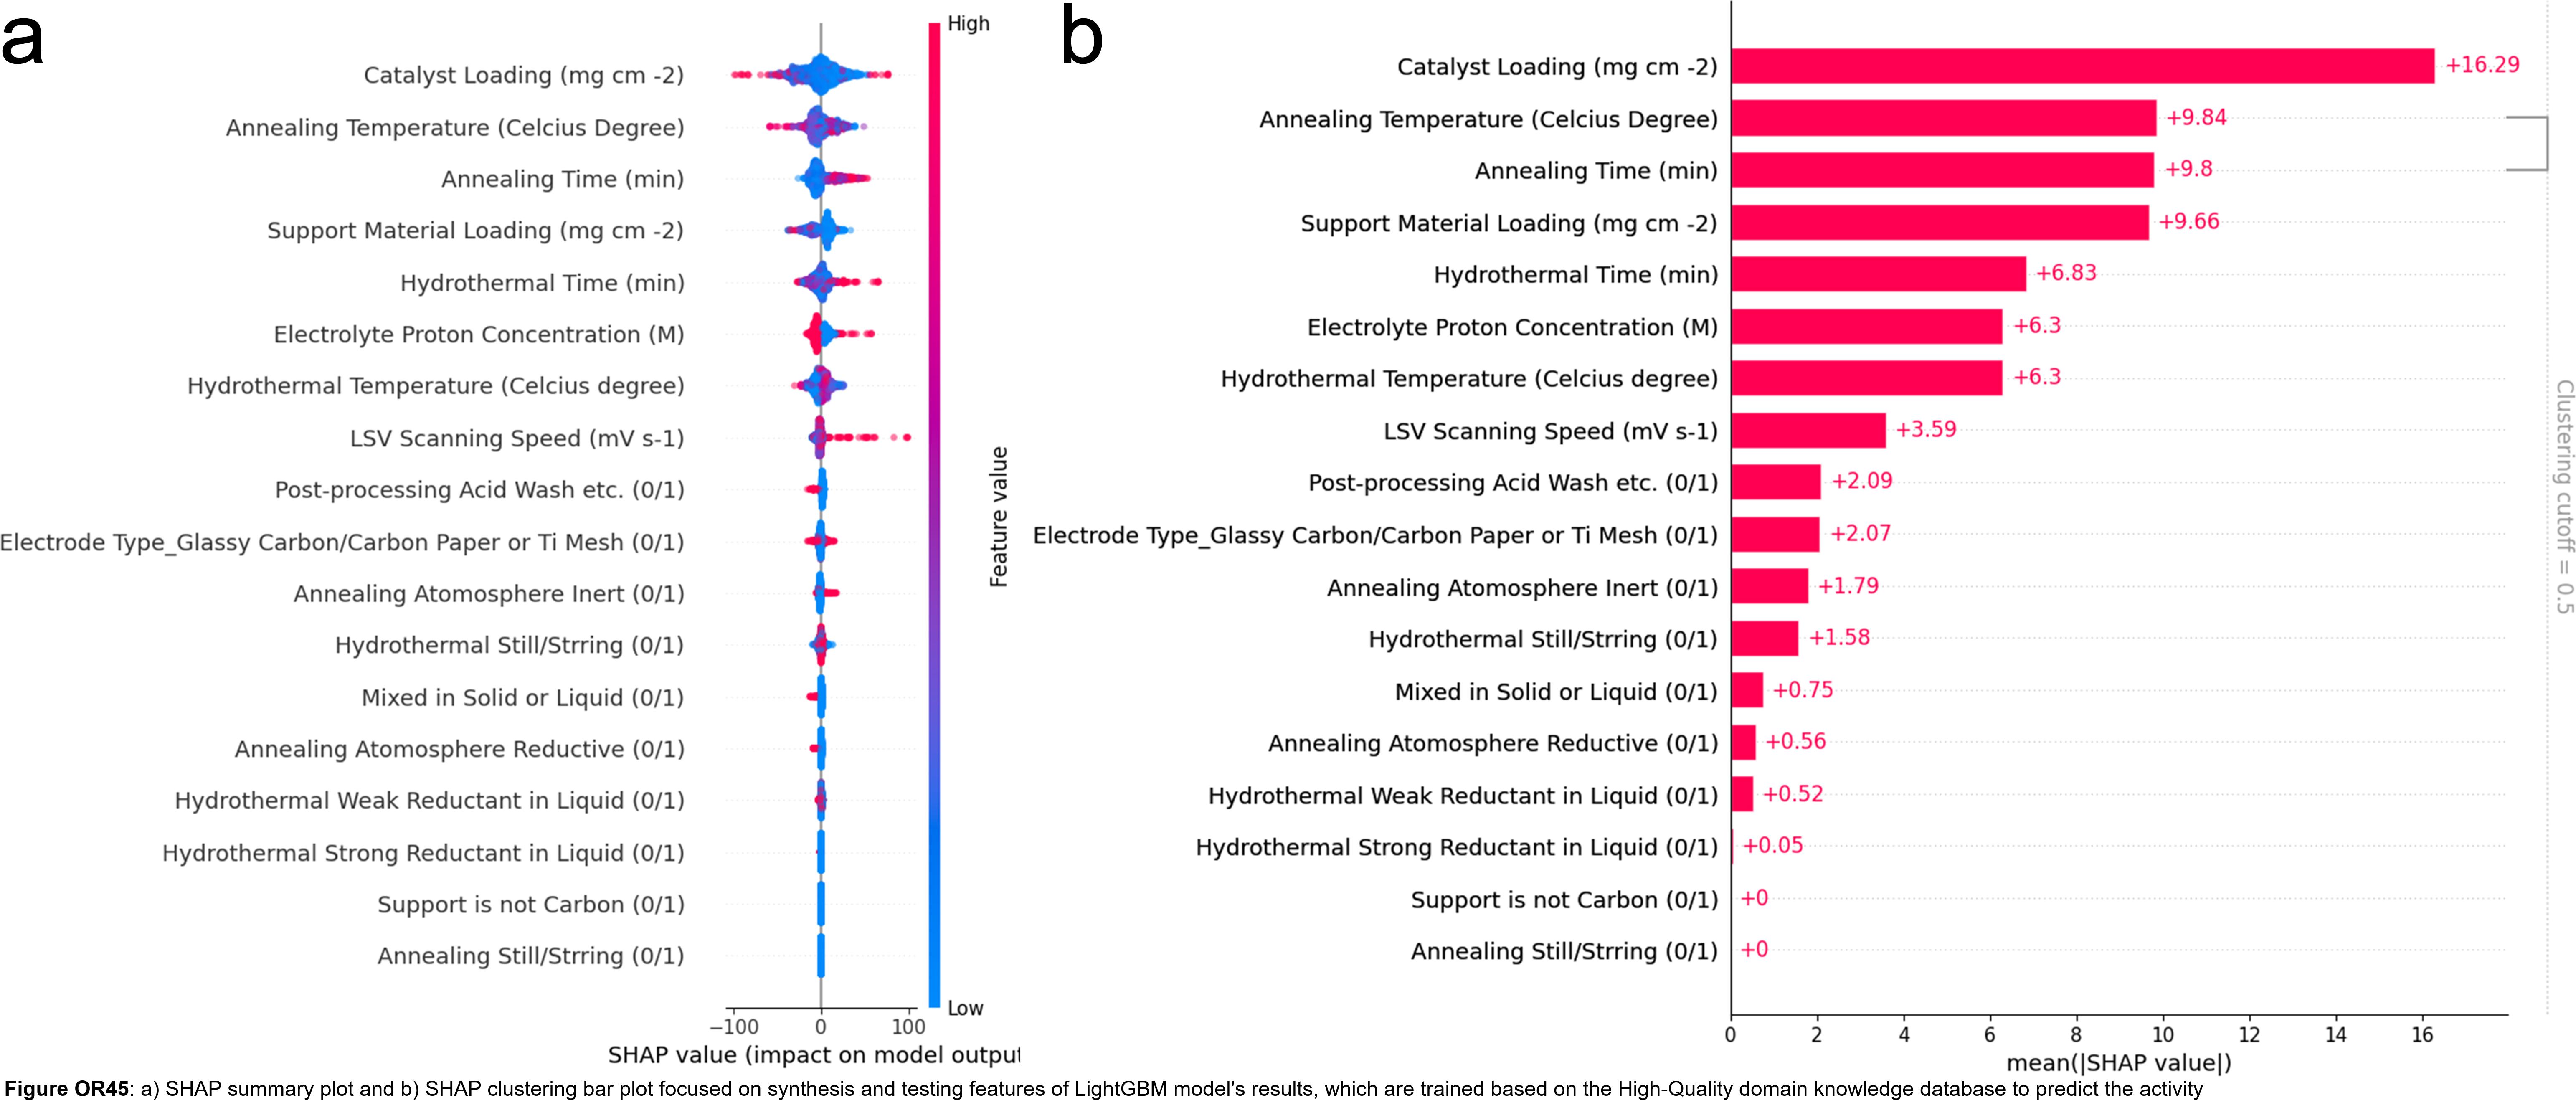 a
High
Catalyst Loading (mg cm -2)
Annealing Temperature (Celcius Degree)
Annealing Time (min)
Support Material Loading (mg cm -2)
Hydrothermal Time (min)
Electrolyte Proton Concentration (M)
Hydrothermal Temperature (Celcius degree)
LSV Scanning Speed (mV s-1)
Post-processing Acid Wash etc. (0/1)
Electrode Type_Glassy Carbon/Carbon Paper or Ti Mesh (0/1)
Annealing Atomosphere Inert (0/1)
Hydrothermal Still/Strring (0/1)
Mixed in Solid or Liquid (0/1)
Annealing Atomosphere Reductive (0/1)
Hydrothermal Weak Reductant in Liquid (0/1)
Hydrothermal Strong Reductant in Liquid (0/1)
Support is not Carbon (0/1)
Annealing Still/Strring (0/1)
Feature value
Low
−100 0 100
SHAP value (impact on model output
b
Catalyst Loading (mg cm -2) +16.29
Annealing Temperature (Celcius Degree) +9.84
Annealing Time (min) +9.8
Support Material Loading (mg cm -2) +9.66
Hydrothermal Time (min) +6.83
Electrolyte Proton Concentration (M) +6.3
Hydrothermal Temperature (Celcius degree) +6.3
LSV Scanning Speed (mV s-1) +3.59
Post-processing Acid Wash etc. (0/1) +2.09
Electrode Type_Glassy Carbon/Carbon Paper or Ti Mesh (0/1) +2.07
Annealing Atomosphere Inert (0/1) +1.79
Hydrothermal Still/Strring (0/1) +1.58
Mixed in Solid or Liquid (0/1) +0.75
Annealing Atomosphere Reductive (0/1) +0.56
Hydrothermal Weak Reductant in Liquid (0/1) +0.52
Hydrothermal Strong Reductant in Liquid (0/1) +0.05
Support is not Carbon (0/1) +0
Annealing Still/Strring (0/1) +0
Clustering cutoff = 0.5
0 2 4 6 8 10 12 14 16
mean(|SHAP value|)
Figure OR45: a) SHAP summary plot and b) SHAP clustering bar plot focused on synthesis and testing features of LightGBM model's results, which are trained based on the High-Quality domain knowledge database to predict the activity